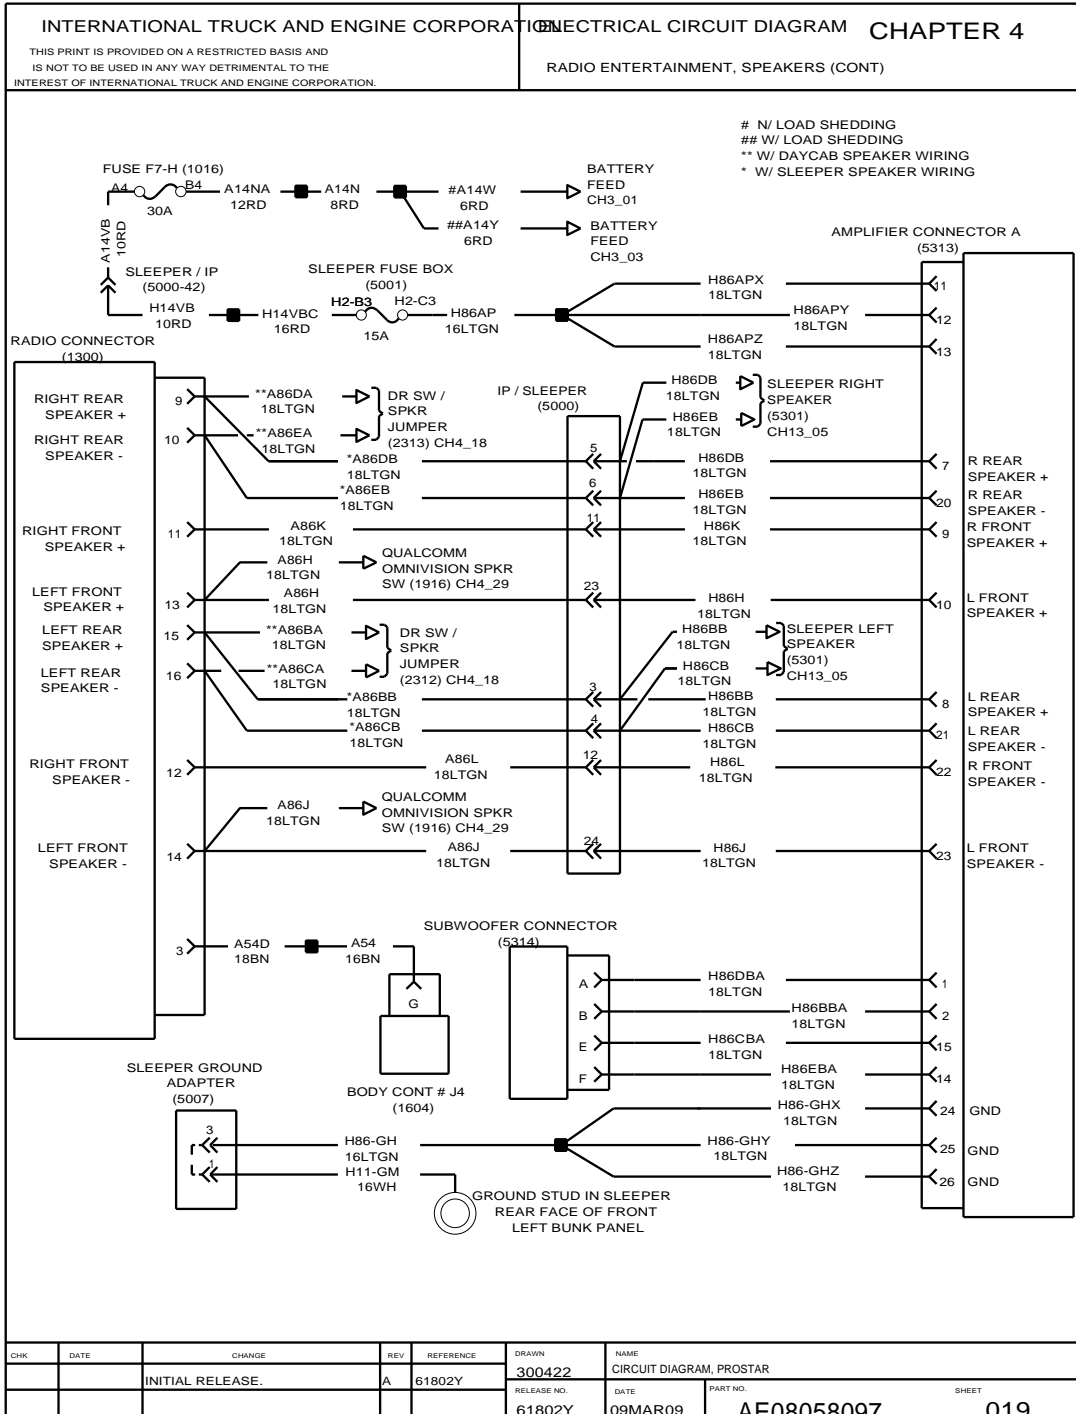 INTERNATIONAL TRUCK AND ENGINE CORPORATION
ELECTRICAL CIRCUIT DIAGRAM
CHAPTER 4
THIS PRINT IS PROVIDED ON A RESTRICTED BASIS AND
IS NOT TO BE USED IN ANY WAY DETRIMENTAL TO THE
INTEREST OF INTERNATIONAL TRUCK AND ENGINE CORPORATION.
RADIO ENTERTAINMENT, SPEAKERS (CONT)
# N/ LOAD SHEDDING
## W/ LOAD SHEDDING
** W/ DAYCAB SPEAKER WIRING
* W/ SLEEPER SPEAKER WIRING
FUSE F7-H (1016)
A4
B4
30A
A14NA
12RD
A14N
8RD
#A14W
6RD
BATTERY
FEED
CH3_01
##A14Y
6RD
BATTERY
FEED
CH3_03
A14VB
10RD
SLEEPER / IP
(5000-42)
H14VB
10RD
H14VBC
16RD
SLEEPER FUSE BOX
(5001)
H2-B3
H2-C3
15A
H86AP
16LTGN
AMPLIFIER CONNECTOR A
(5313)
H86APX
18LTGN
11
H86APY
18LTGN
12
H86APZ
18LTGN
13
RADIO CONNECTOR
(1300)
RIGHT REAR
SPEAKER +
9
**A86DA
18LTGN
RIGHT REAR
SPEAKER -
10
**A86EA
18LTGN
DR SW /
SPKR
JUMPER
(2313) CH4_18
IP / SLEEPER
(5000)
H86DB
18LTGN
H86EB
18LTGN
SLEEPER RIGHT
SPEAKER
(5301)
CH13_05
*A86DB
18LTGN
5
H86DB
18LTGN
7
R REAR
SPEAKER +
*A86EB
18LTGN
6
H86EB
18LTGN
20
R REAR
SPEAKER -
RIGHT FRONT
SPEAKER +
11
A86K
18LTGN
11
H86K
18LTGN
9
R FRONT
SPEAKER +
A86H
18LTGN
QUALCOMM
OMNIVISION SPKR
SW (1916) CH4_29
LEFT FRONT
SPEAKER +
13
A86H
18LTGN
23
H86H
18LTGN
10
L FRONT
SPEAKER +
LEFT REAR
SPEAKER +
15
**A86BA
18LTGN
LEFT REAR
SPEAKER -
16
**A86CA
18LTGN
DR SW /
SPKR
JUMPER
(2312) CH4_18
H86BB
18LTGN
H86CB
18LTGN
SLEEPER LEFT
SPEAKER
(5301)
CH13_05
*A86BB
18LTGN
3
H86BB
18LTGN
8
L REAR
SPEAKER +
*A86CB
18LTGN
4
H86CB
18LTGN
21
L REAR
SPEAKER -
RIGHT FRONT
SPEAKER -
12
A86L
18LTGN
12
H86L
18LTGN
22
R FRONT
SPEAKER -
A86J
18LTGN
QUALCOMM
OMNIVISION SPKR
SW (1916) CH4_29
LEFT FRONT
SPEAKER -
14
A86J
18LTGN
24
H86J
18LTGN
23
L FRONT
SPEAKER -
3
A54D
18BN
A54
16BN
G
BODY CONT # J4
(1604)
SUBWOOFER CONNECTOR
(5314)
A
H86DBA
18LTGN
1
B
H86BBA
18LTGN
2
E
H86CBA
18LTGN
15
F
H86EBA
18LTGN
14
SLEEPER GROUND
ADAPTER
(5007)
3
H86-GH
16LTGN
1
H11-GM
16WH
H86-GHX
18LTGN
24
GND
H86-GHY
18LTGN
25
GND
H86-GHZ
18LTGN
26
GND
GROUND STUD IN SLEEPER
REAR FACE OF FRONT
LEFT BUNK PANEL
CHK DATE CHANGE REV REFERENCE
INITIAL RELEASE. A 61802Y
DRAWN
300422
NAME
CIRCUIT DIAGRAM, PROSTAR
RELEASE NO.
61802Y
DATE
09MAR09
PART NO.
AE08058097
SHEET
019